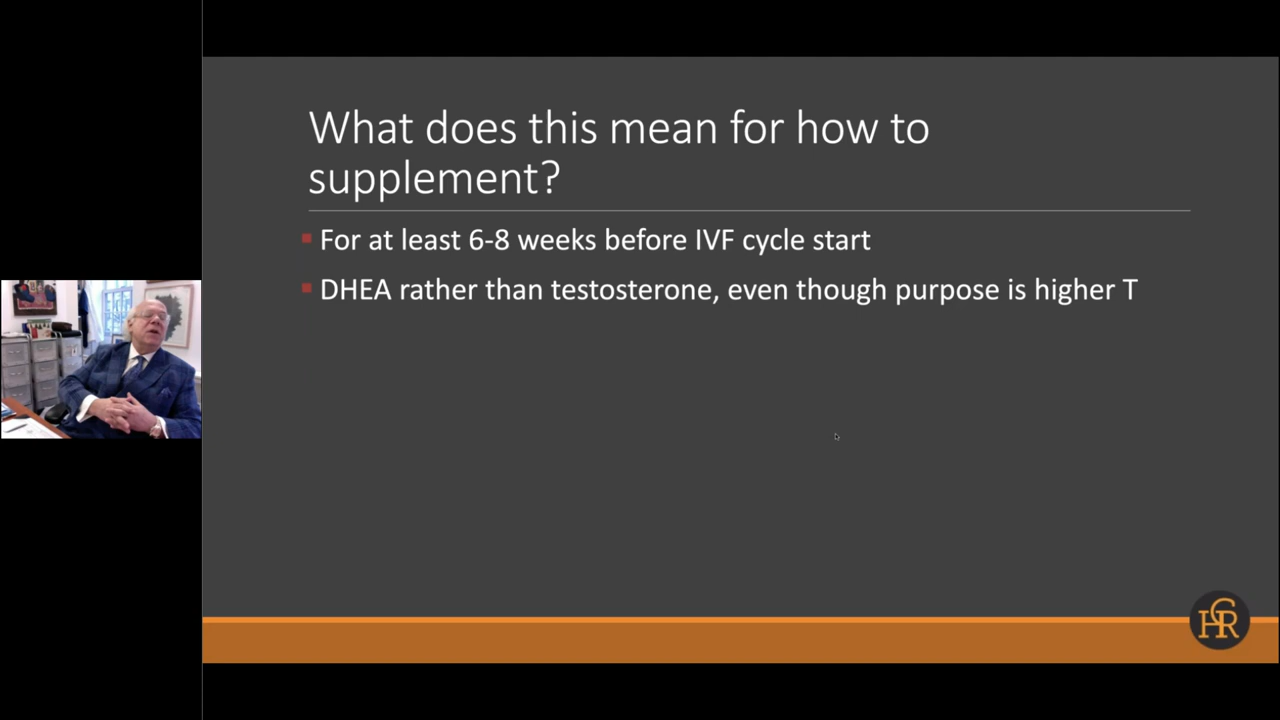 What does this mean for how to
supplement?
For at least 6-8 weeks before IVF cycle start
DHEA rather than testosterone, even though purpose is higher T
CHR